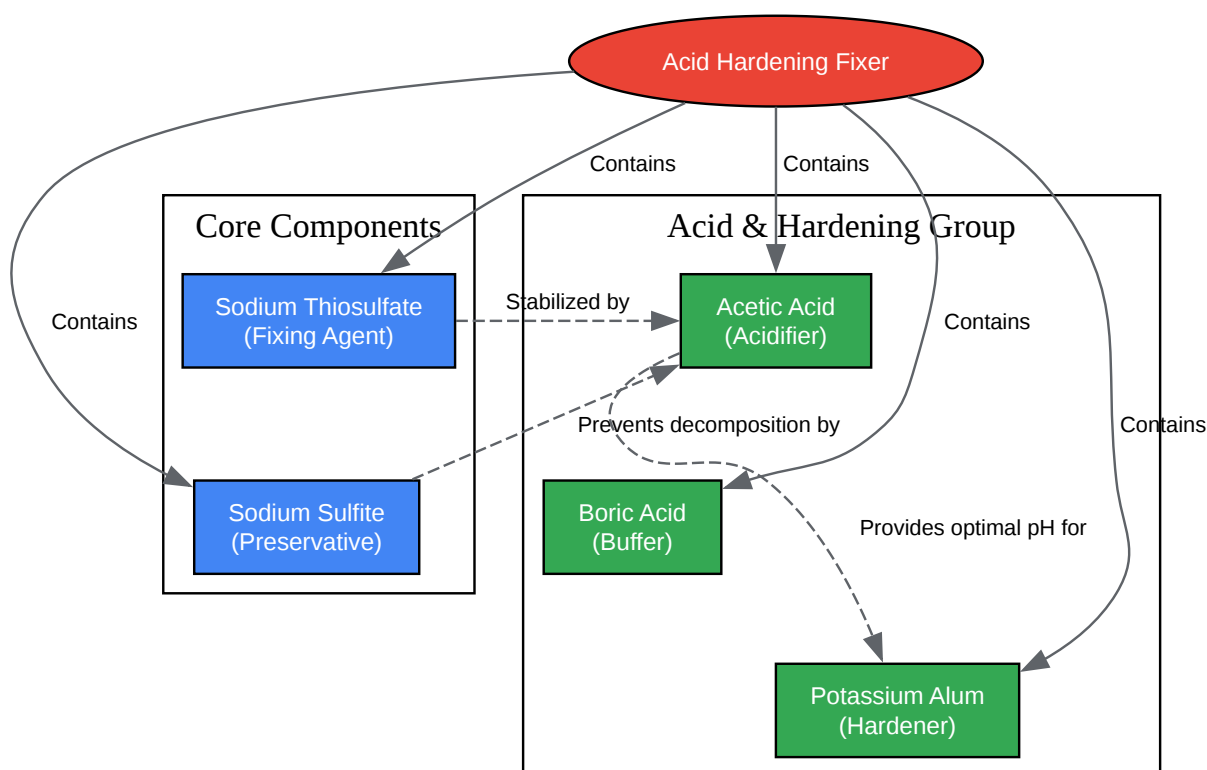 Acid Hardening Fixer
Contains
Contains
Core Components
Acid & Hardening Group
Sodium Thiosulfate
(Fixing Agent)
Stabilized by
Acetic Acid
(Acidifier)
Contains
Contains
Prevents decomposition by
Contains
Sodium Sulfite
(Preservative)
Boric Acid
(Buffer)
Provides optimal pH for
Potassium Alum
(Hardener)